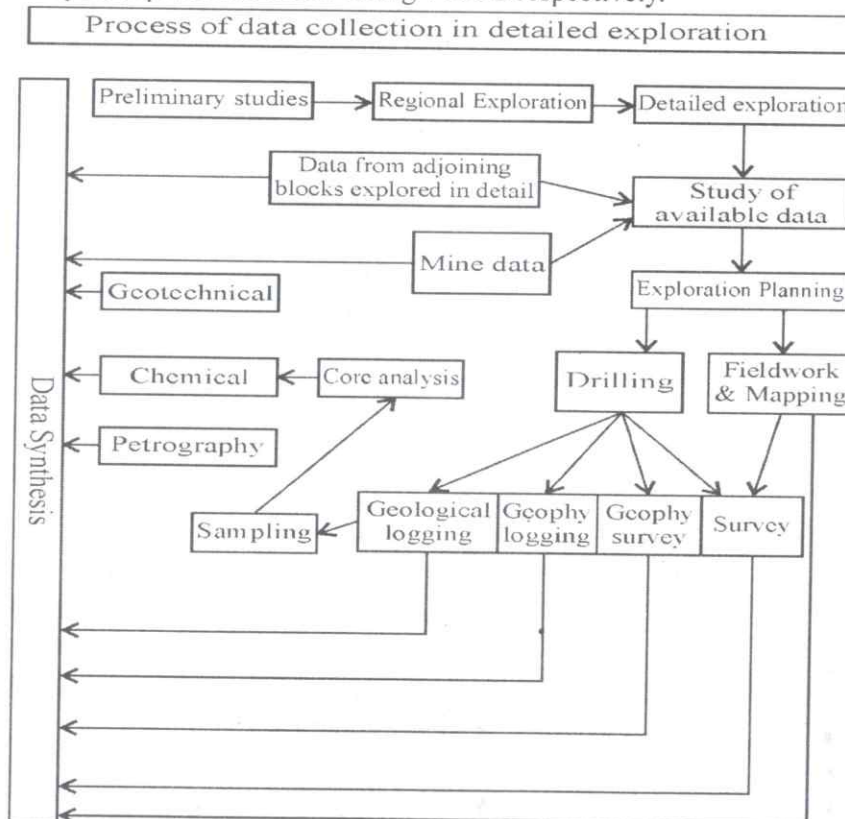 Process of data collection in detailed exploration
Preliminary studies
Regional Exploration
Detailed exploration
Data from adjoining
blocks explored in detail
Study of
available data
Mine data
Geotechnical
Exploration Planning
Chemical
Core analysis
Drilling
Fieldwork
& Mapping
Petrography
Data Synthesis
Sampling
Geological
logging
Geophy
logging
Geophy
survey
Survey